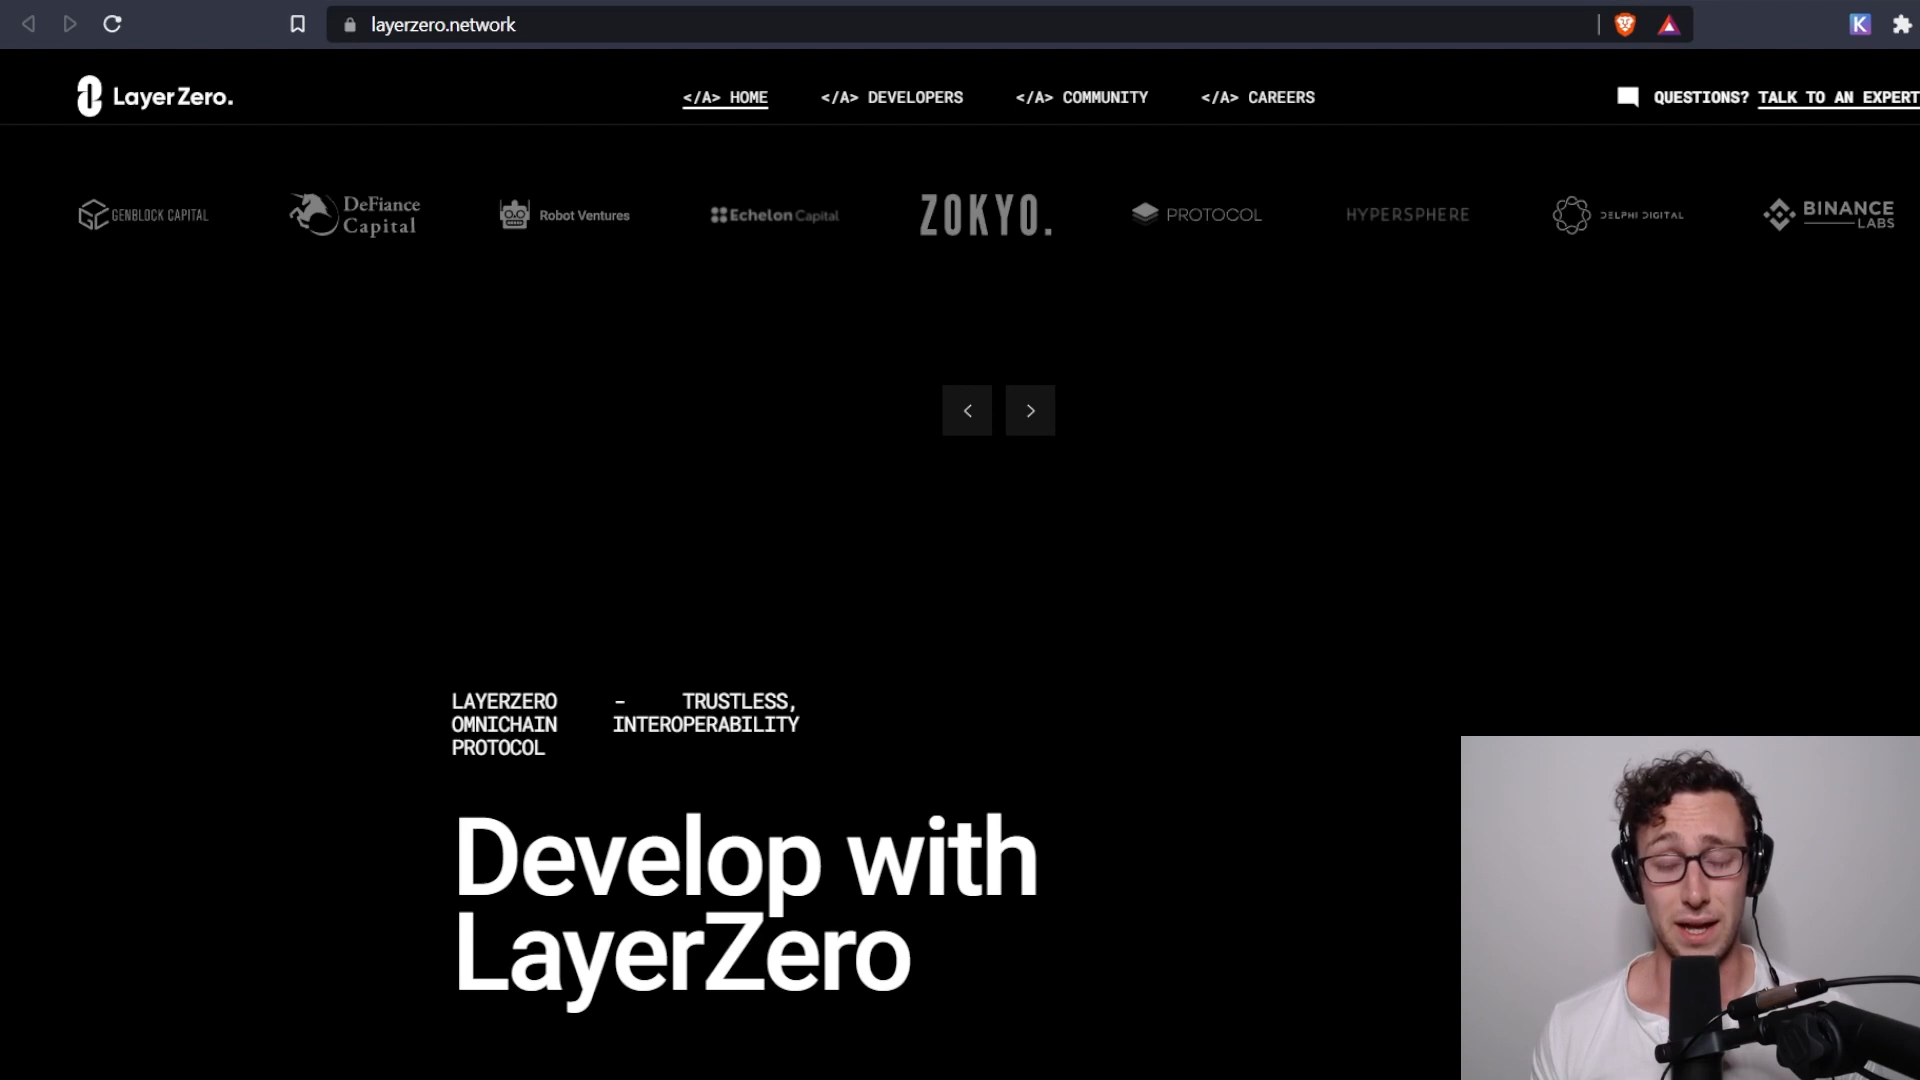 layerzero.network
K
LayerZero.
</A> HOME
</A> DEVELOPERS
</A> COMMUNITY
</A> CAREERS
QUESTIONS? TALK TO AN EXPERT
GENBLOCK CAPITAL
DeFiance
Capital
Robot Ventures
Echelon Capital
ZOKYO.
PROTOCOL
HYPERSPHERE
DELPHI DIGITAL
BINANCE
LABS
LAYERZERO - TRUSTLESS,
OMNICHAIN INTEROPERABILITY
PROTOCOL
Develop with
LayerZero